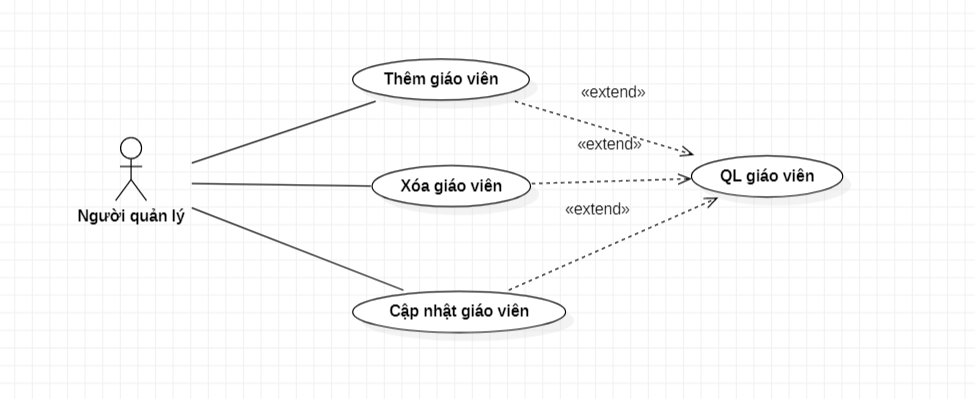 Thêm giáo viên
«extend»
«extend»
Xóa giáo viên
QL giáo viên
Người quản lý
«extend»
Cập nhật giáo viên